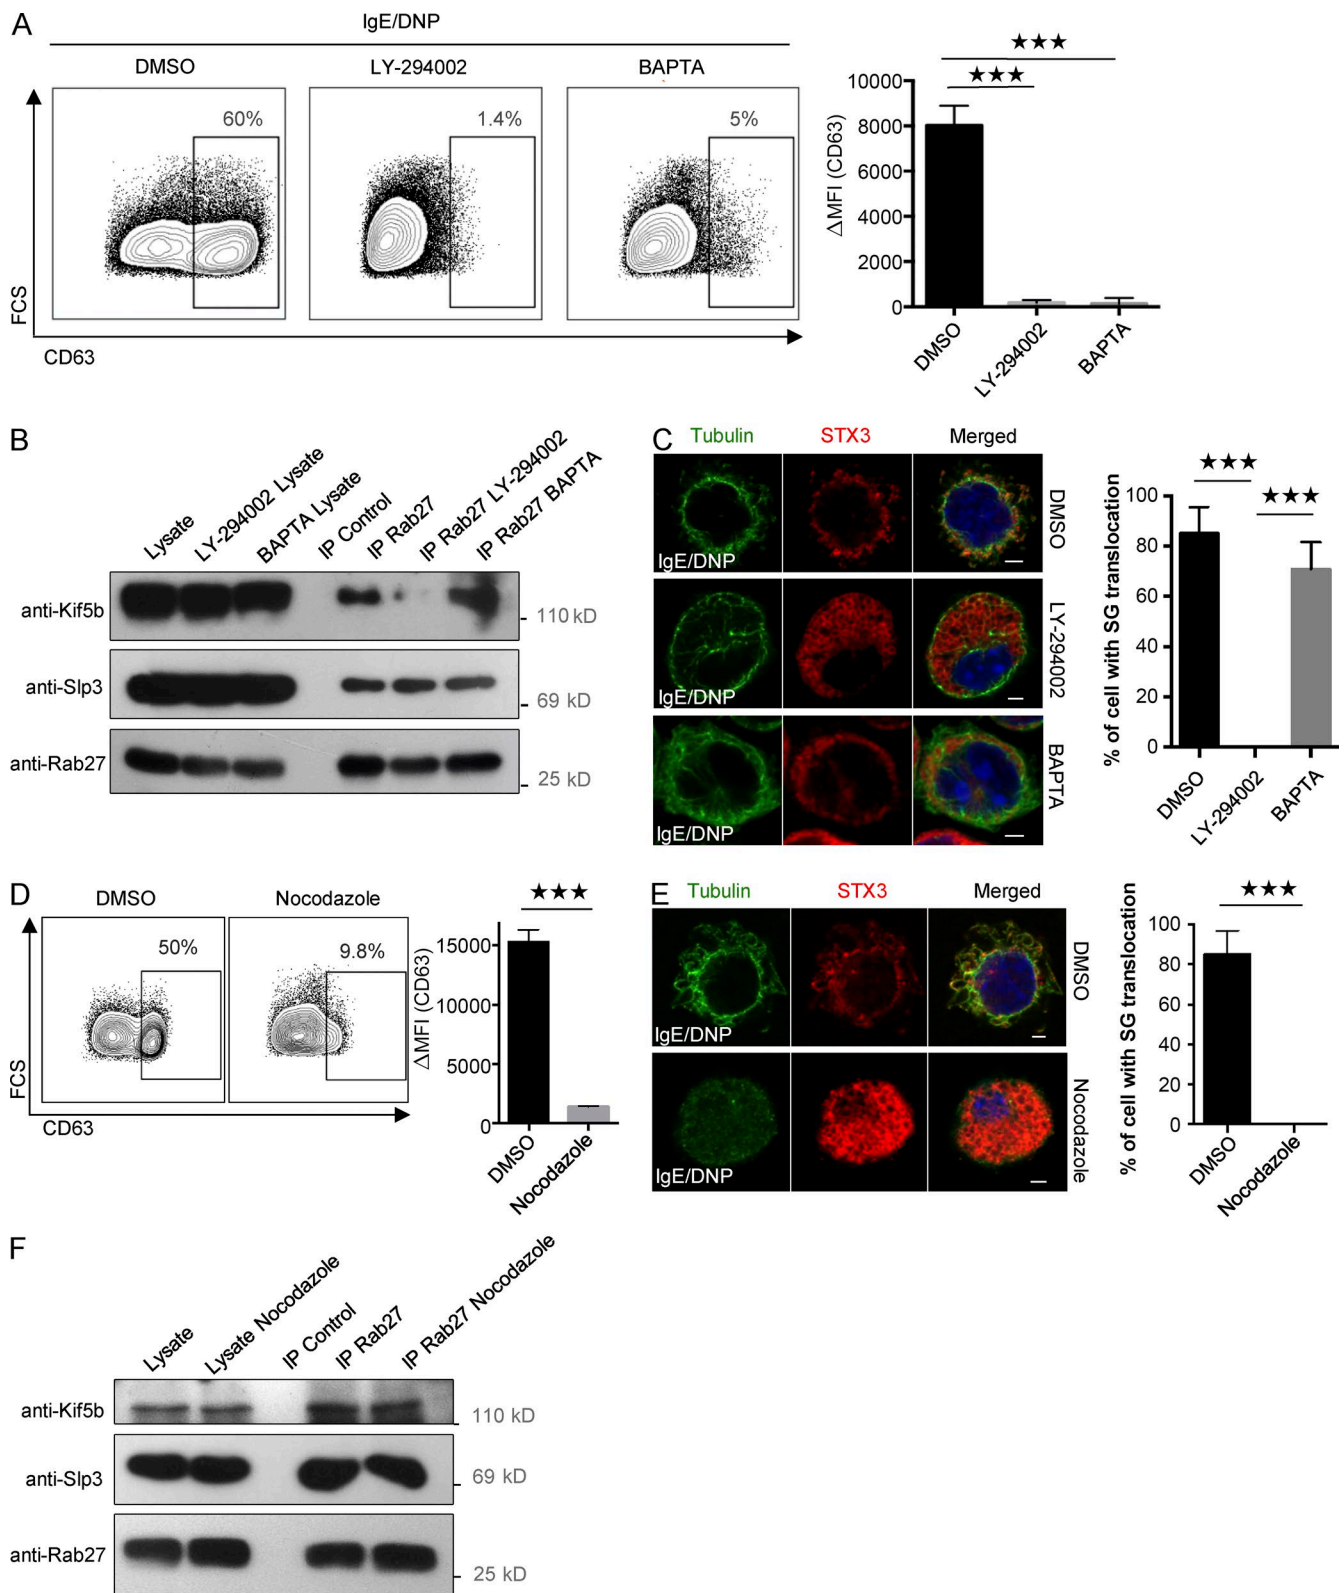 A
IgE/DNP
DMSO
LY-294002
BAPTA
60%
1.4%
5%
FCS
CD63
★★★
★★★
ΔMFI (CD63)
10000
8000
6000
4000
2000
0
DMSO
LY-294002
BAPTA
B
Lysate
LY-294002 Lysate
BAPTA Lysate
IP Control
IP Rab27
IP Rab27 LY-294002
IP Rab27 BAPTA
anti-Kif5b
110 kD
anti-Slp3
69 kD
anti-Rab27
25 kD
C
Tubulin
STX3
Merged
IgE/DNP
DMSO
IgE/DNP
LY-294002
IgE/DNP
BAPTA
★★★
★★★
% of cell with SG translocation
100
80
60
40
20
0
DMSO
LY-294002
BAPTA
D
DMSO
Nocodazole
50%
9.8%
FCS
CD63
★★★
ΔMFI (CD63)
15000
10000
5000
0
DMSO
Nocodazole
E
Tubulin
STX3
Merged
IgE/DNP
DMSO
IgE/DNP
Nocodazole
★★★
% of cell with SG translocation
100
80
60
40
20
0
DMSO
Nocodazole
F
Lysate
Lysate Nocodazole
IP Control
IP Rab27
IP Rab27 Nocodazole
anti-Kif5b
110 kD
anti-Slp3
69 kD
anti-Rab27
25 kD